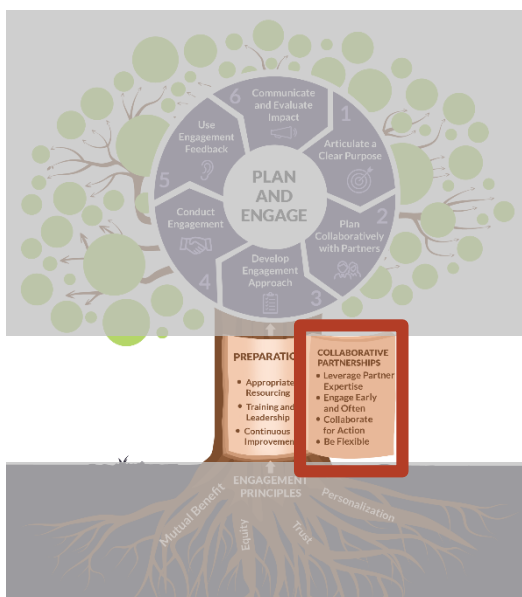 6
Communicate
and Evaluate
Impact
1
Articulate a
Clear Purpose
2
Plan
Collaboratively
with Partners
3
Develop
Engagement
Approach
4
Conduct
Engagement
5
Use
Engagement
Feedback
PLAN
AND
ENGAGE
PREPARATION
• Appropriate
Resourcing
• Training and
Leadership
• Continuous
Improvement
COLLABORATIVE
PARTNERSHIPS
• Leverage Partner
Expertise
• Engage Early
and Often
• Collaborate
for Action
• Be Flexible
ENGAGEMENT
PRINCIPLES
Mutual Benefit
Equity
Trust
Personalization